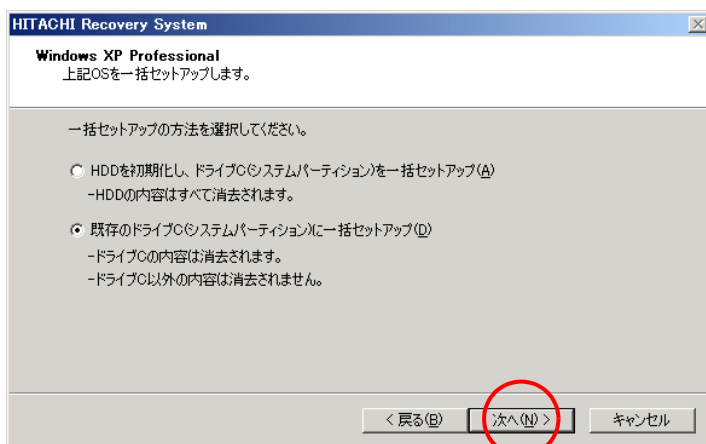 HITACHI Recovery System
Windows XP Professional
上記OSを一括セットアップします。
一括セットアップの方法を選択してください。
HDDを初期化し、ドライブC(システムパーティション)を一括セットアップ(A)
-HDDの内容はすべて消去されます。
既存のドライブC(システムパーティション)に一括セットアップ(D)
-ドライブCの内容は消去されます。
-ドライブC以外の内容は消去されません。
< 戻る(B)
次へ(N) >
キャンセル